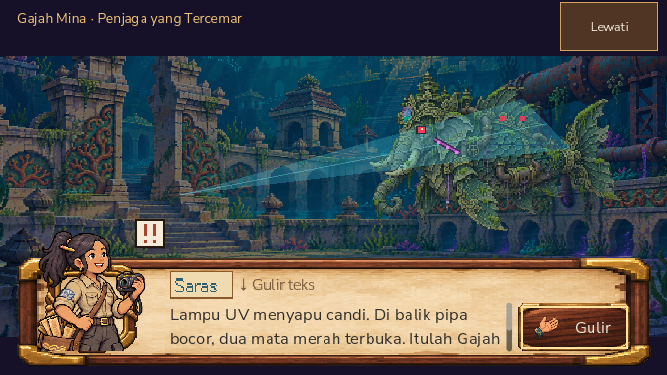 Gajah Mina · Penjaga yang Tercemar
Lewati
!!
Saras ↓ Gulir teks
Lampu UV menyapu candi. Di balik pipa
bocor, dua mata merah terbuka. Itulah Gajah
Gulir